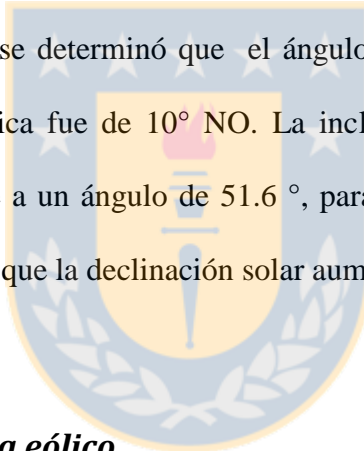 se determinó que el ángulo
ica fue de 10° NO. La incl
a un ángulo de 51.6 °, para
que la declinación solar aum
a eólico